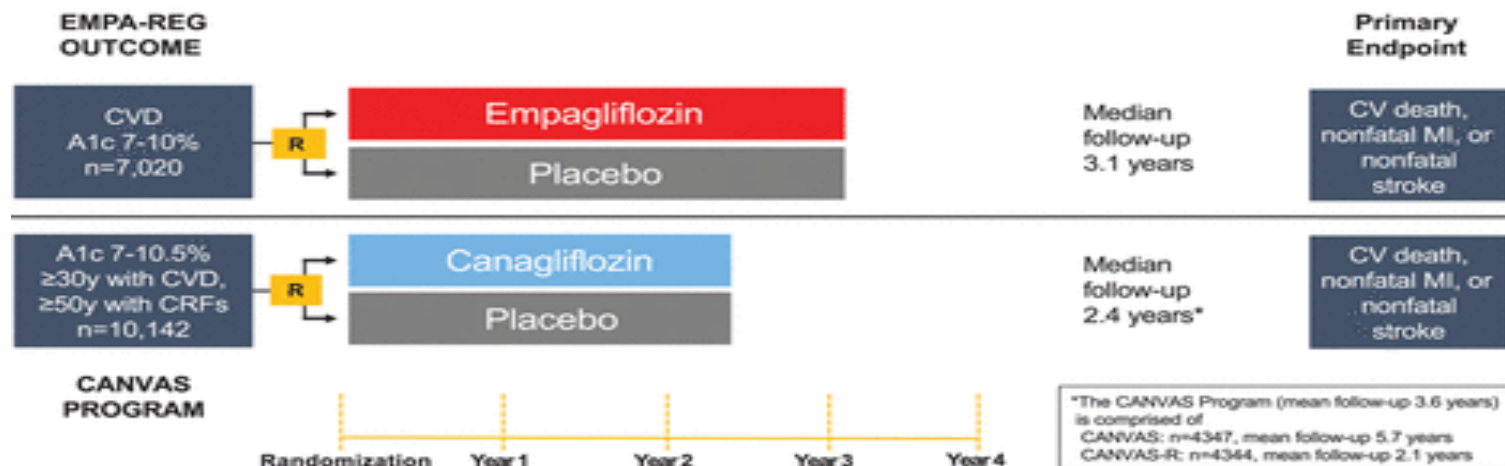 EMPA-REG
OUTCOME
Primary
Endpoint
CVD
A1c 7-10%
n=7,020
R
Empagliflozin
Placebo
Median
follow-up
3.1 years
CV death,
nonfatal MI, or
nonfatal
stroke
A1c 7-10.5%
≥30y with CVD,
≥50y with CRFs
n=10,142
R
Canagliflozin
Placebo
Median
follow-up
2.4 years*
CV death,
nonfatal MI, or
nonfatal
stroke
CANVAS
PROGRAM
Randomization Year 1 Year 2 Year 3 Year 4
*The CANVAS Program (mean follow-up 3.6 years)
is comprised of
CANVAS: n=4347, mean follow-up 5.7 years
CANVAS-R: n=4344, mean follow-up 2.1 years